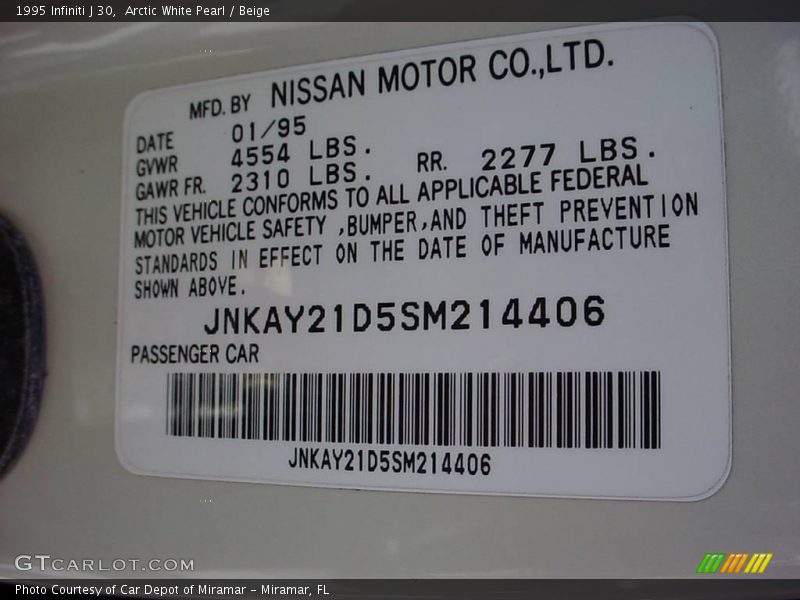 1995 Infiniti J 30,  Arctic White Pearl / Beige
MFD. BY NISSAN MOTOR CO.,LTD.
DATE 01/95
GVWR 4554 LBS.
GAWR FR. 2310 LBS. RR. 2277 LBS.
THIS VEHICLE CONFORMS TO ALL APPLICABLE FEDERAL
MOTOR VEHICLE SAFETY ,BUMPER,AND THEFT PREVENTION
STANDARDS IN EFFECT ON THE DATE OF MANUFACTURE
SHOWN ABOVE.
JNKAY21D5SM214406
PASSENGER CAR
JNKAY21D5SM214406
GTCARLOT.COM
Photo Courtesy of Car Depot of Miramar – Miramar, FL